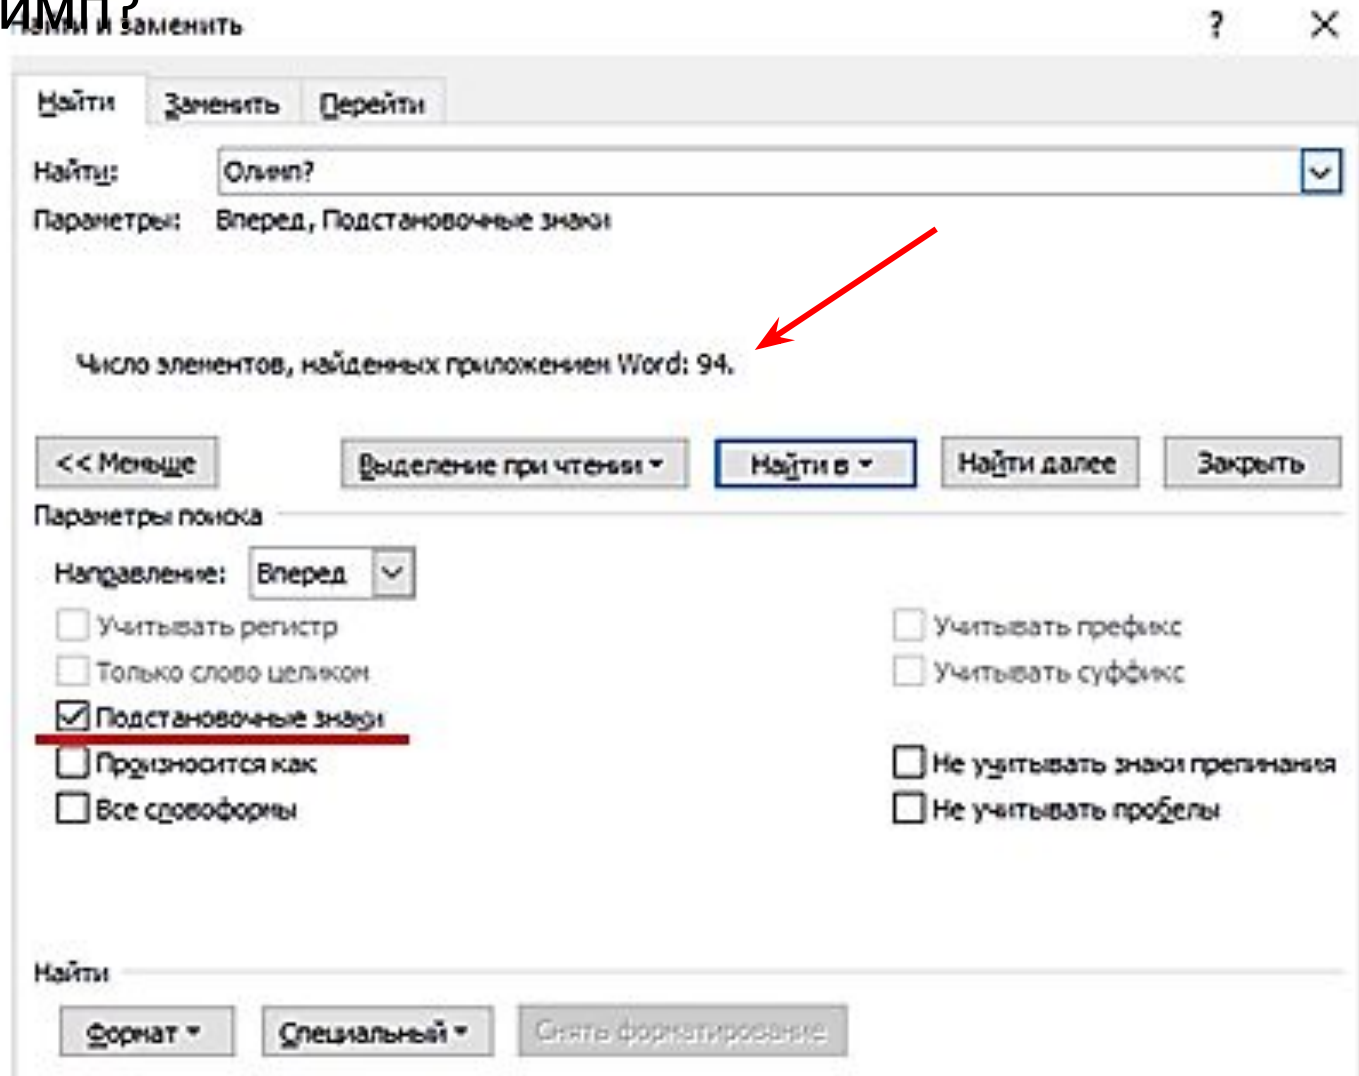 имп?
Найти и заменить
? ×
Найти Заменить Перейти
Найти: Олимп?
Параметры: Вперед, Подстановочные знаки
Число элементов, найденных приложением Word: 94.
<< Меньше Выделение при чтении Найти в Найти далее Закрыть
Параметры поиска
Направление: Вперед
Учитывать регистр Учитывать префикс
Только слово целиком Учитывать суффикс
Подстановочные знаки
Произносится как Не учитывать знаки препинания
Все словоформы Не учитывать пробелы
Найти
Формат Специальный Снять форматирование